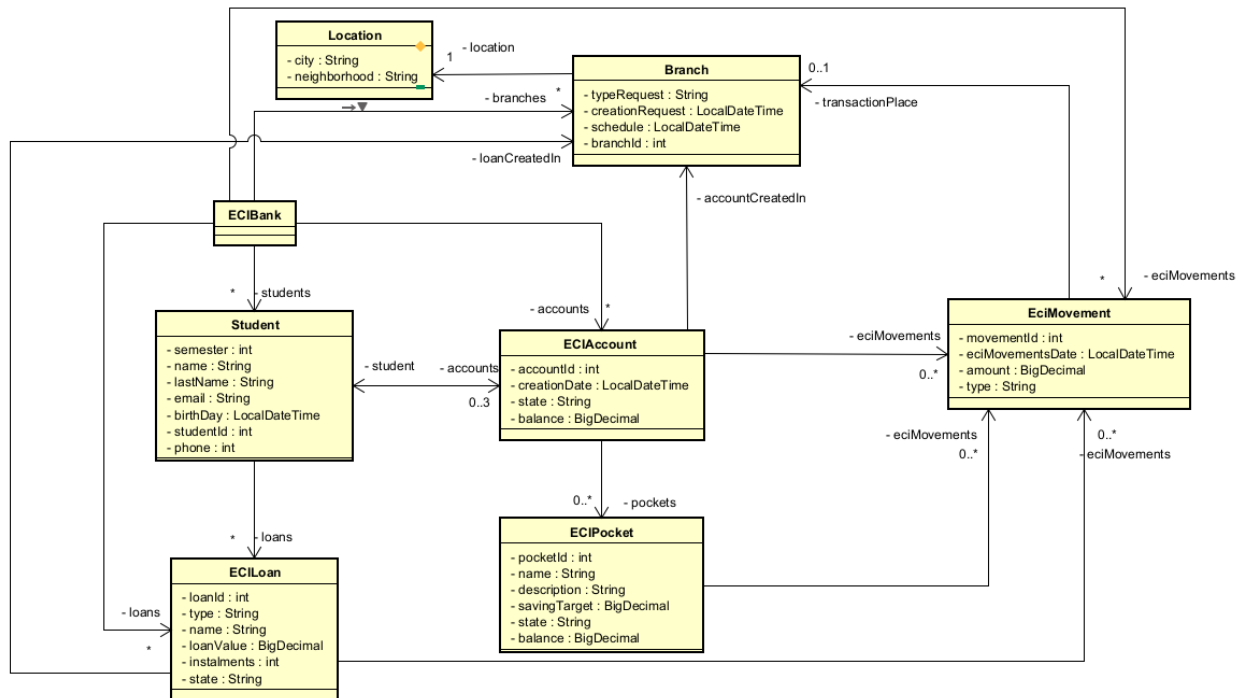 Location
- city : String
- neighborhood : String
1
- location
Branch
- typeRequest : String
- creationRequest : LocalDateTime
- schedule : LocalDateTime
- branchId : int
0..1
- transactionPlace
- branches
*
- loanCreatedIn
- accountCreatedIn
ECIBank
*
- students
- accounts
*
*
- eciMovements
Student
- semester : int
- name : String
- lastName : String
- email : String
- birthDay : LocalDateTime
- studentId : int
- phone : int
- student
- accounts
0..3
ECIAccount
- accountId : int
- creationDate : LocalDateTime
- state : String
- balance : BigDecimal
- eciMovements
0..*
EciMovement
- movementId : int
- eciMovementsDate : LocalDateTime
- amount : BigDecimal
- type : String
- eciMovements
0..*
0..*
- eciMovements
0..*
- pockets
*
- loans
ECIPocket
- pocketId : int
- name : String
- description : String
- savingTarget : BigDecimal
- state : String
- balance : BigDecimal
- loans
*
ECILoan
- loanId : int
- type : String
- name : String
- loanValue : BigDecimal
- instalments : int
- state : String